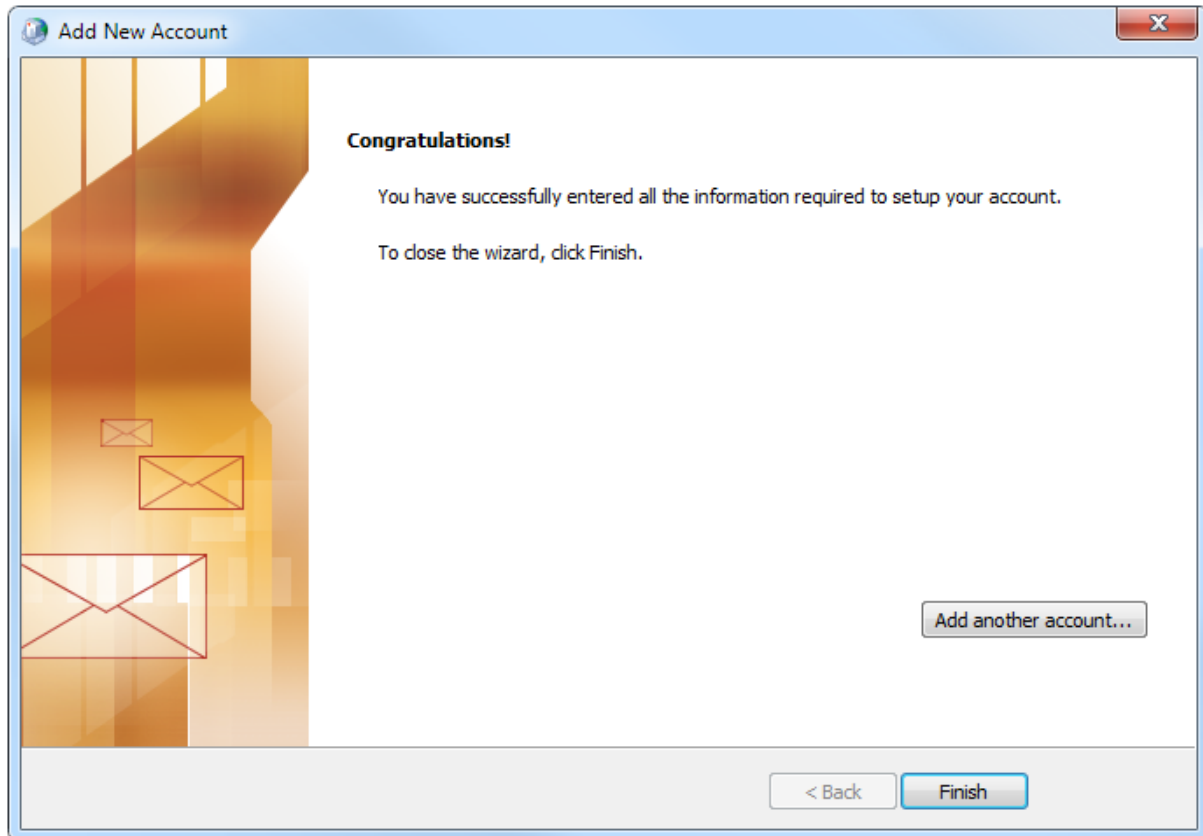 Add New Account
X
Congratulations!
You have successfully entered all the information required to setup your account.
To close the wizard, click Finish.
Add another account...
< Back
Finish